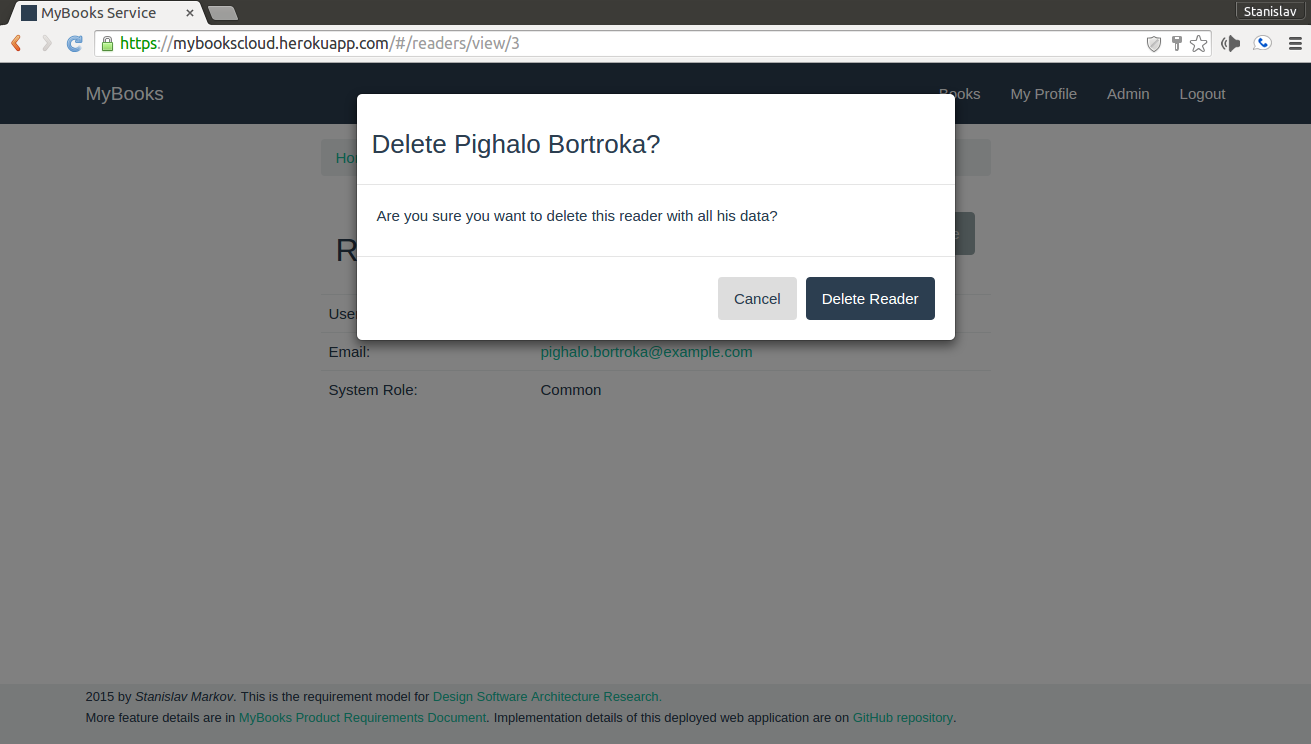 MyBooks Service
Stanislav
https://mybookscloud.herokuapp.com/#/readers/view/3
MyBooks
Books My Profile Admin Logout
Delete Pighalo Bortroka?
Are you sure you want to delete this reader with all his data?
Cancel Delete Reader
Email: pighalo.bortroka@example.com
System Role: Common
2015 by Stanislav Markov. This is the requirement model for Design Software Architecture Research.
More feature details are in MyBooks Product Requirements Document. Implementation details of this deployed web application are on GitHub repository.